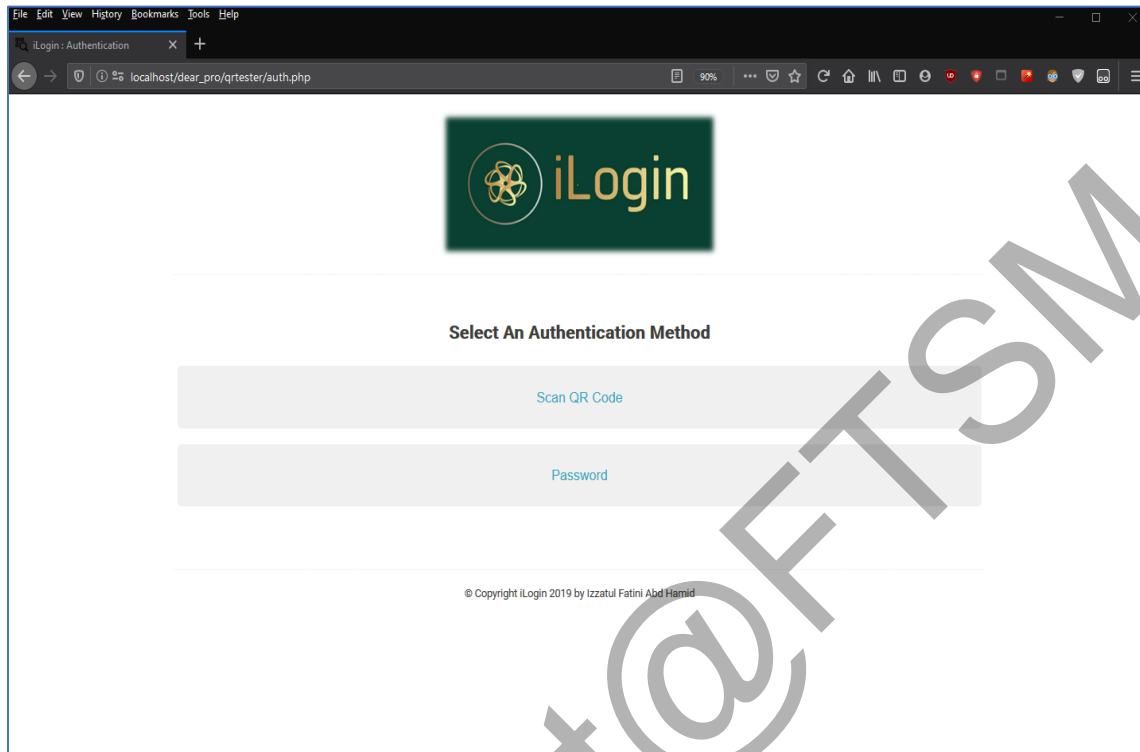 File Edit View History Bookmarks Tools Help
iLogin : Authentication
localhost/dear_pro/qrtester/auth.php
90%
iLogin
Select An Authentication Method
Scan QR Code
Password
© Copyright iLogin 2019 by Izzatul Fatini Abd Hamid
t@FTSM